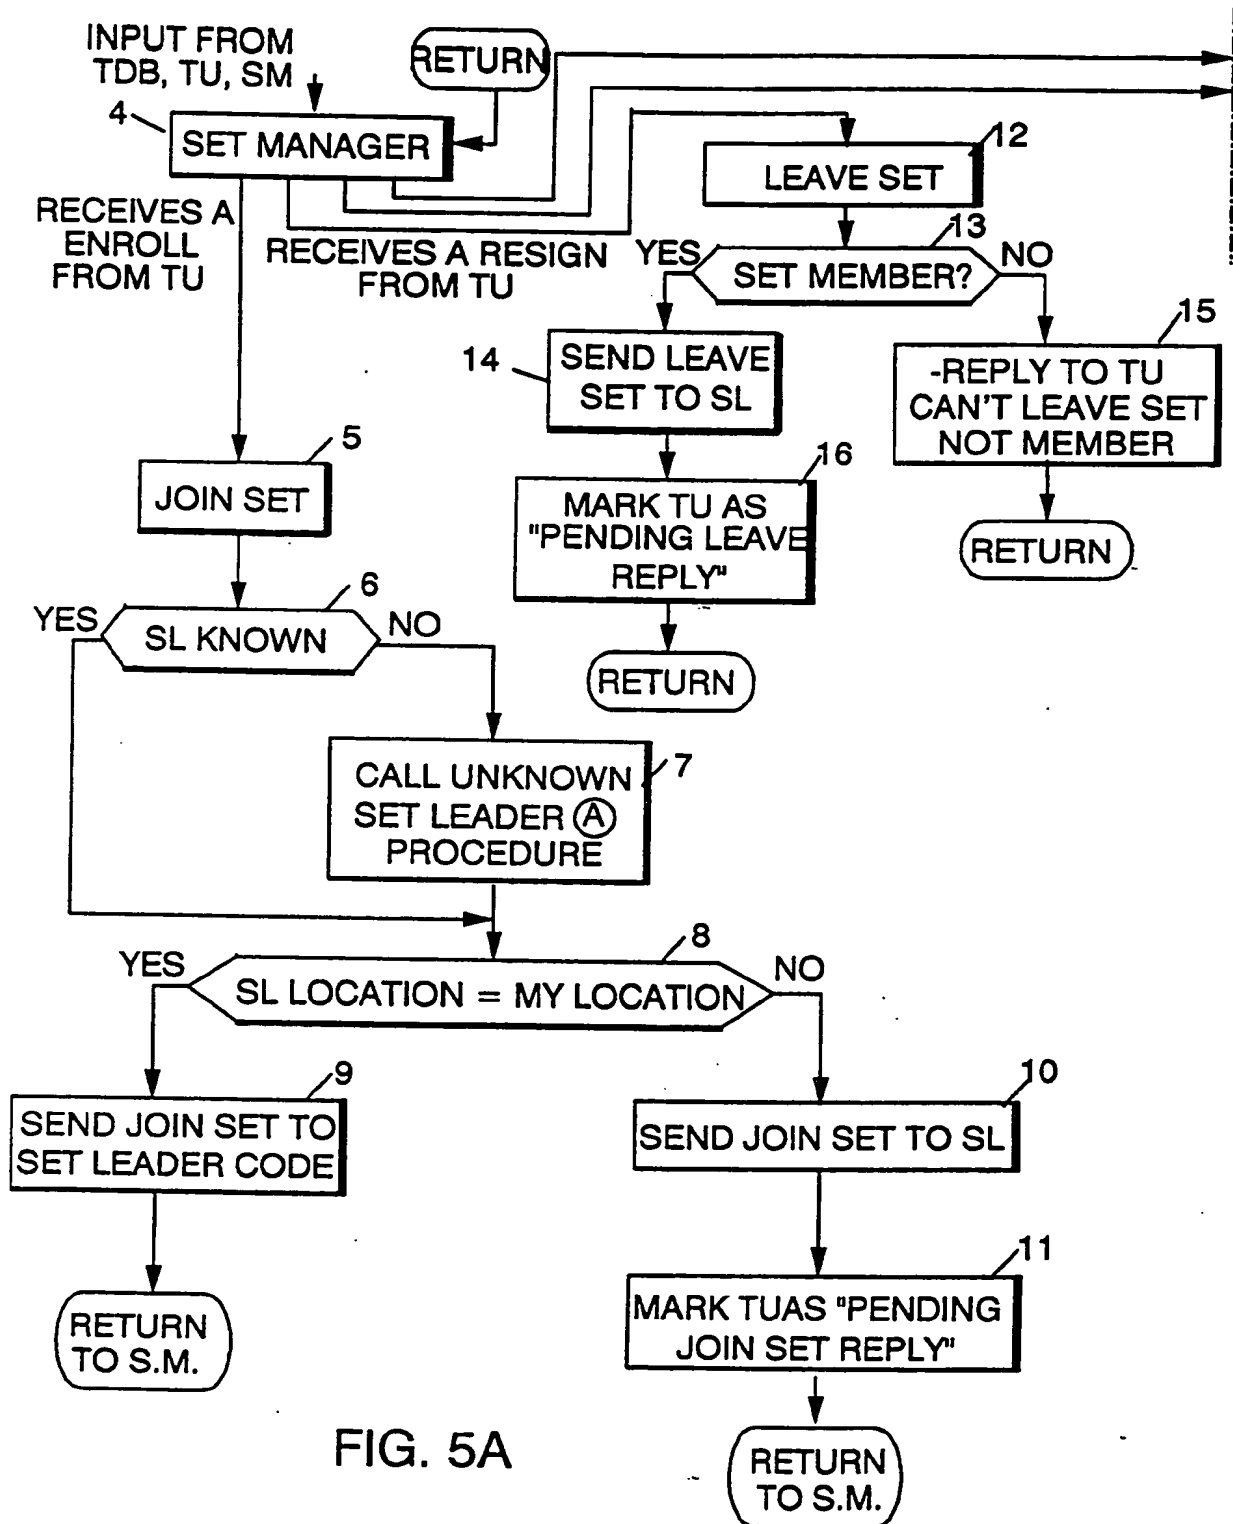 INPUT FROM
TDB, TU, SM
RETURN
4
SET MANAGER
12
LEAVE SET
RECEIVES A
ENROLL
FROM TU
RECEIVES A RESIGN
FROM TU
13
YES
SET MEMBER?
NO
14
SEND LEAVE
SET TO SL
15
-REPLY TO TU
CAN'T LEAVE SET
NOT MEMBER
5
JOIN SET
16
MARK TU AS
"PENDING LEAVE
REPLY"
RETURN
6
YES
SL KNOWN
NO
RETURN
7
CALL UNKNOWN
SET LEADER A
PROCEDURE
8
YES
SL LOCATION = MY LOCATION
NO
9
SEND JOIN SET TO
SET LEADER CODE
10
SEND JOIN SET TO SL
11
MARK TUAS "PENDING
JOIN SET REPLY"
RETURN
TO S.M.
FIG. 5A
RETURN
TO S.M.